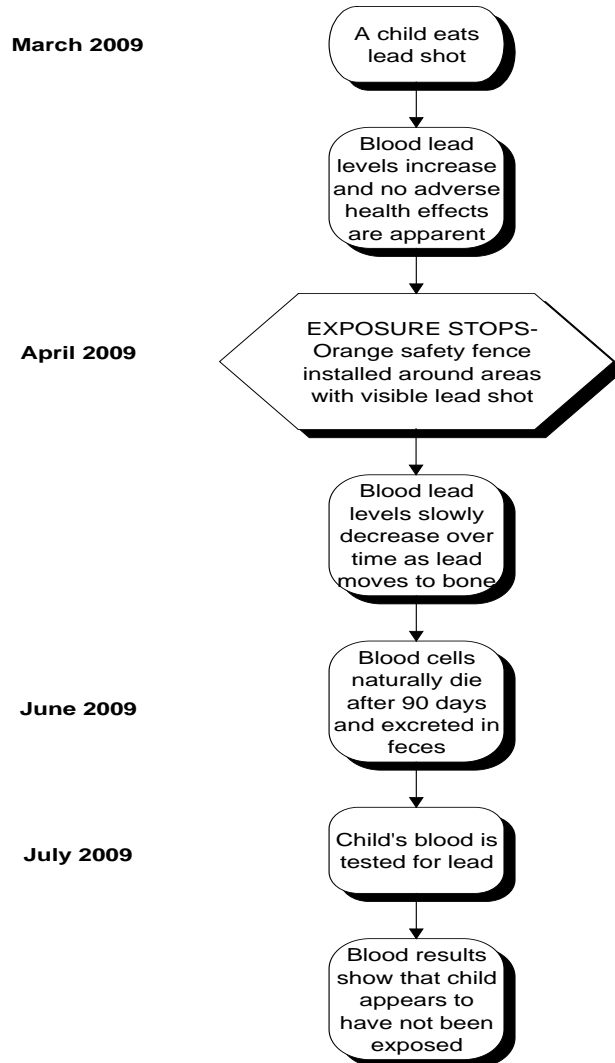 March 2009
A child eats
lead shot
Blood lead
levels increase
and no adverse
health effects
are apparent
April 2009
EXPOSURE STOPS-
Orange safety fence
installed around areas
with visible lead shot
Blood lead
levels slowly
decrease over
time as lead
moves to bone
June 2009
Blood cells
naturally die
after 90 days
and excreted in
feces
July 2009
Child's blood is
tested for lead
Blood results
show that child
appears to
have not been
exposed